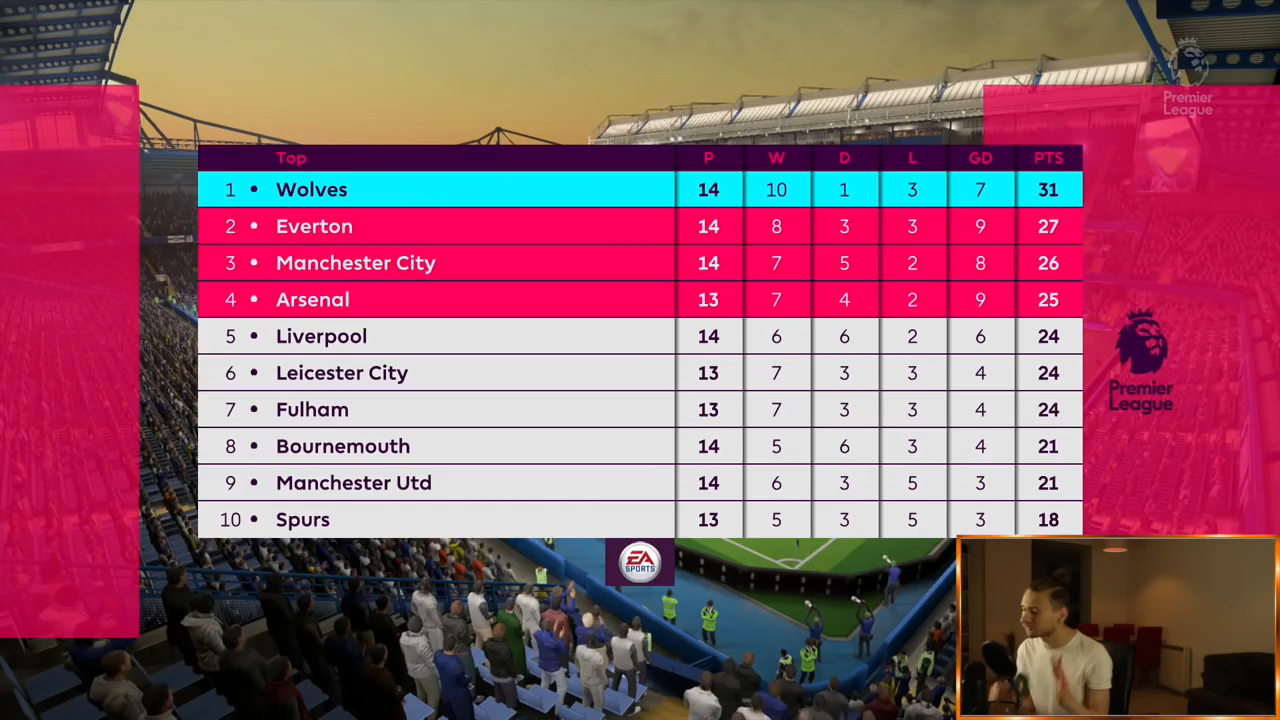 Premier
League
Top P W D L GD PTS
1 • Wolves 14 10 1 3 7 31
2 • Everton 14 8 3 3 9 27
3 • Manchester City 14 7 5 2 8 26
4 • Arsenal 13 7 4 2 9 25
5 • Liverpool 14 6 6 2 6 24
6 • Leicester City 13 7 3 3 4 24
7 • Fulham 13 7 3 3 4 24
8 • Bournemouth 14 5 6 3 4 21
9 • Manchester Utd 14 6 3 5 3 21
10 • Spurs 13 5 3 5 3 18
Premier
League
EA
SPORTS